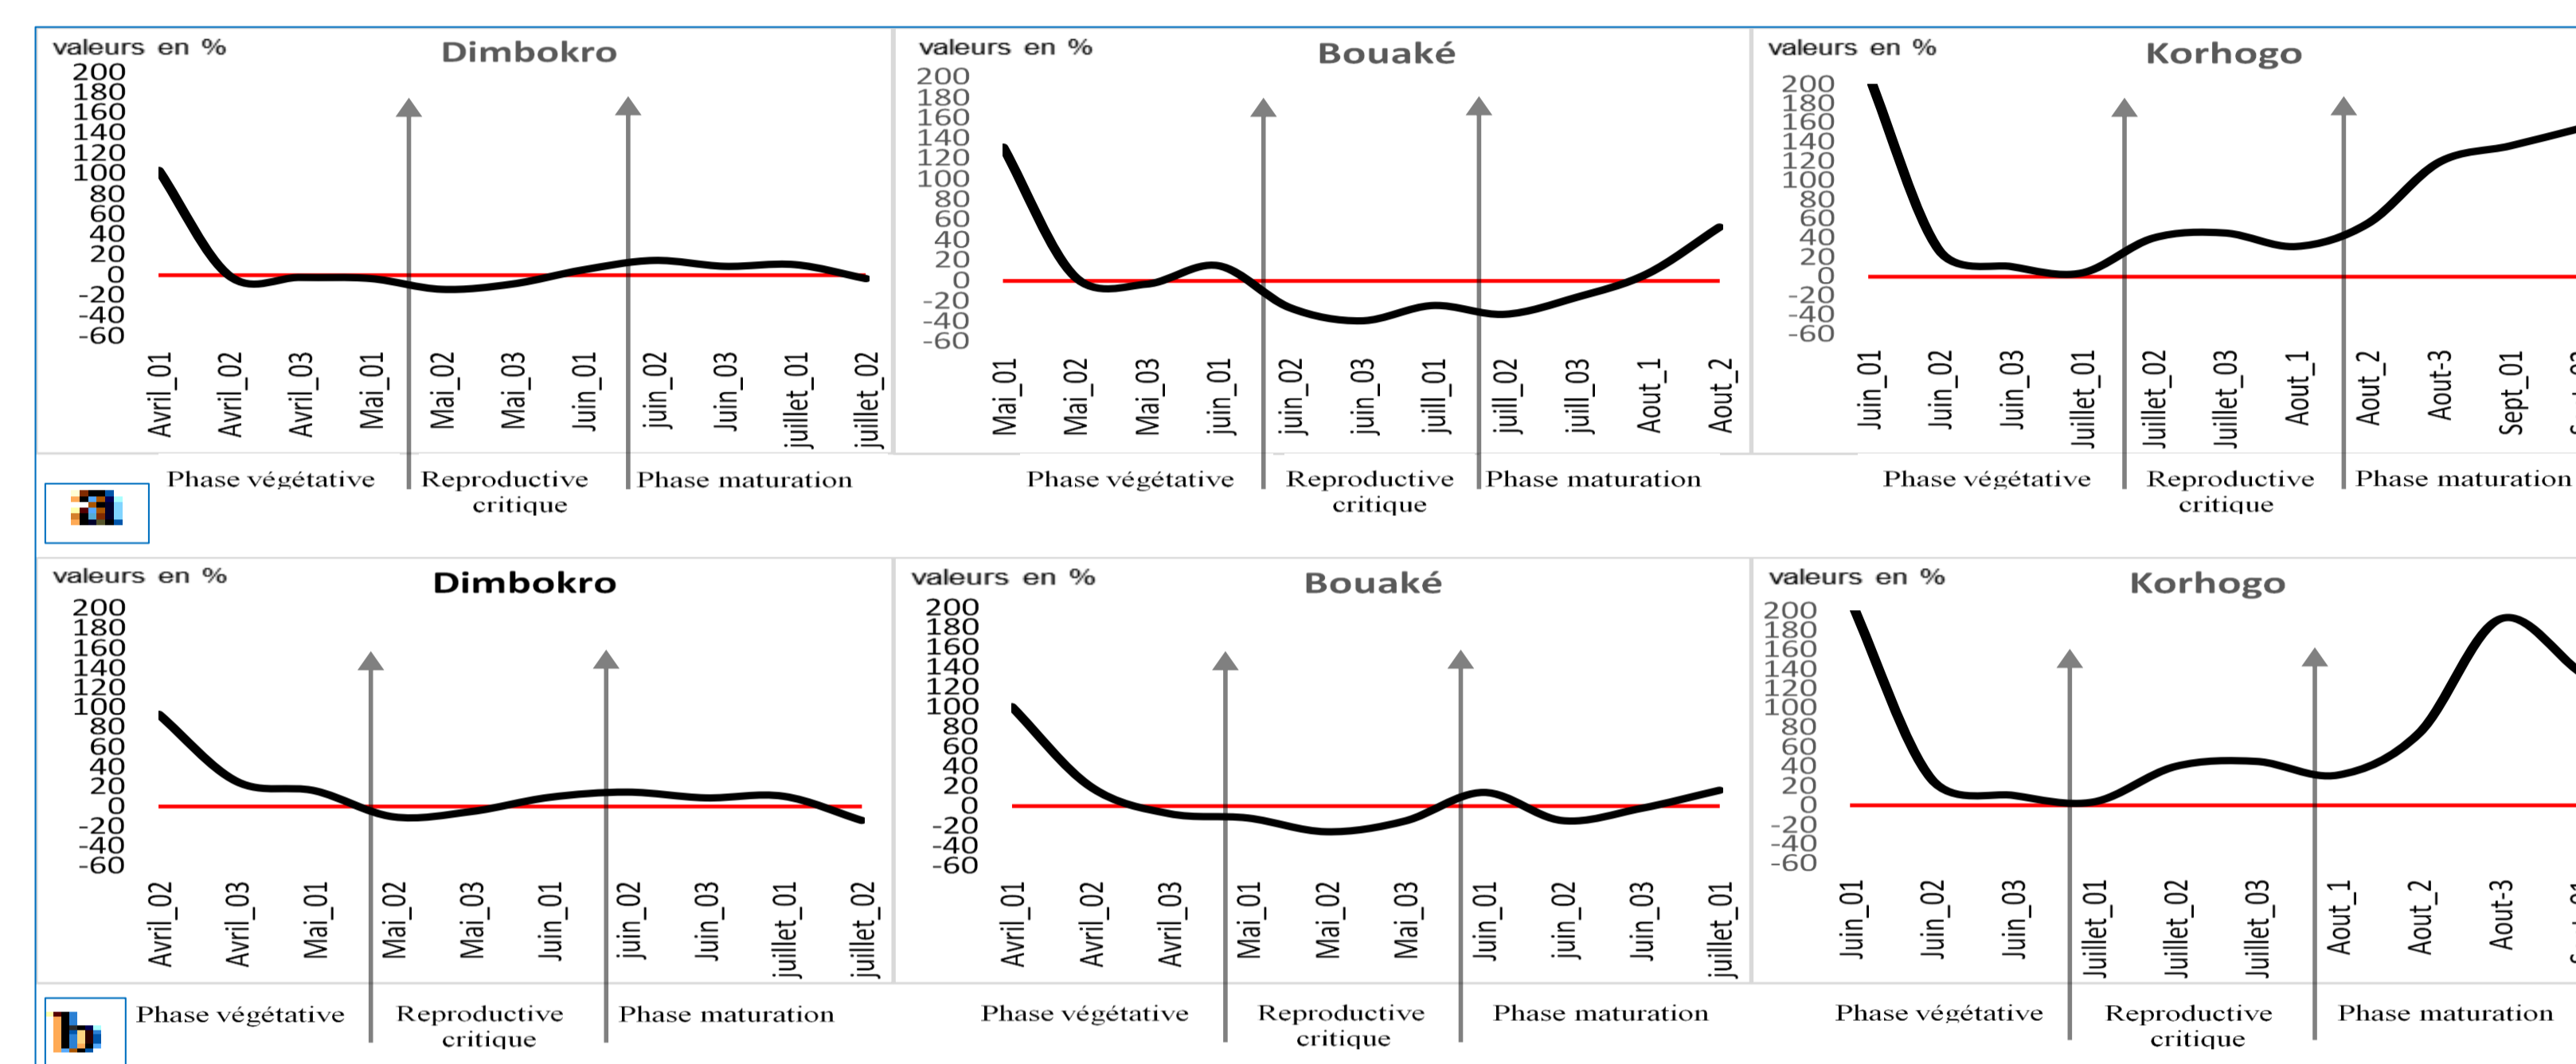 valeurs en %
Dimbokro
200
180
160
140
120
100
80
60
40
20
0
-20
-40
-60
Avril_01
Avril_02
Avril_03
Mai_01
Mai_02
Mai_03
Juin_01
juin_02
Juin_03
juillet_01
juillet_02
Phase végétative
Reproductive
critique
Phase maturation
valeurs en %
Bouaké
200
180
160
140
120
100
80
60
40
20
0
-20
-40
-60
Mai_01
Mai_02
Mai_03
juin_01
juin_02
juin_03
juill_01
juill_02
juill_03
Aout_1
Aout_2
Phase végétative
Reproductive
critique
Phase maturation
valeurs en %
Korhogo
200
180
160
140
120
100
80
60
40
20
0
-20
-40
-60
Juin_01
Juin_02
Juin_03
Juillet_01
Juillet_02
Juillet_03
Aout_1
Aout_2
Aout-3
Sept_01
Phase végétative
Reproductive
critique
Phase maturation
a
valeurs en %
Dimbokro
200
180
160
140
120
100
80
60
40
20
0
-20
-40
-60
Avril_02
Avril_03
Mai_01
Mai_02
Mai_03
Juin_01
juin_02
Juin_03
juillet_01
juillet_02
Phase végétative
Reproductive
critique
Phase maturation
valeurs en %
Bouaké
200
180
160
140
120
100
80
60
40
20
0
-20
-40
-60
Avril_01
Avril_02
Avril_03
Mai_01
Mai_02
Mai_03
Juin_01
juin_02
Juin_03
juillet_01
Phase végétative
Reproductive
critique
Phase maturation
valeurs en %
Korhogo
200
180
160
140
120
100
80
60
40
20
0
-20
-40
-60
Juin_01
Juin_02
Juin_03
Juillet_01
Juillet_02
Juillet_03
Aout_1
Aout_2
Aout-3
Phase végétative
Reproductive
critique
Phase maturation
b